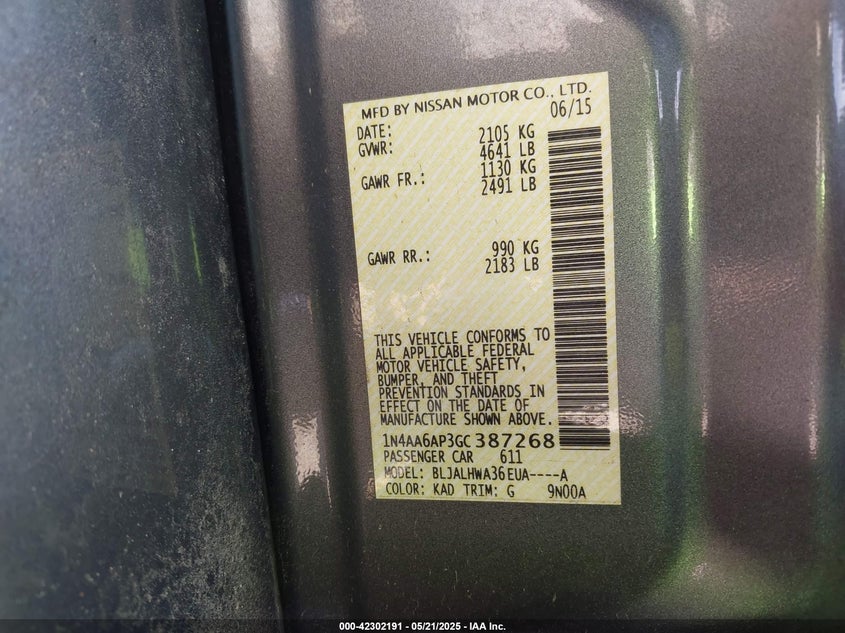 MFD BY NISSAN MOTOR CO., LTD.
DATE: 06/15
GVWR: 2105 KG
4641 LB
GAWR FR.: 1130 KG
2491 LB
GAWR RR.: 990 KG
2183 LB
THIS VEHICLE CONFORMS TO
ALL APPLICABLE FEDERAL
MOTOR VEHICLE SAFETY,
BUMPER, AND THEFT
PREVENTION STANDARDS IN
EFFECT ON THE DATE OF
MANUFACTURE SHOWN ABOVE.
1N4AA6AP3GC387268
PASSENGER CAR 611
MODEL: BLJALHWA36EUA----A
COLOR: KAD TRIM: G 9N00A
000-42302191 - 05/21/2025 - IAA Inc.